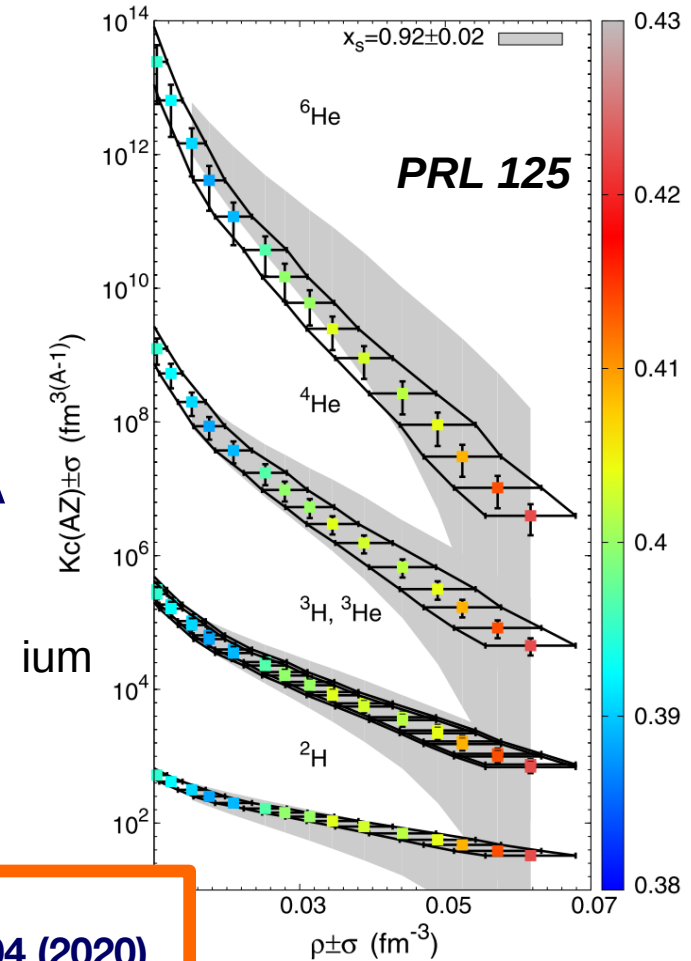 10^14
x_s=0.92±0.02
0.43
^6He
PRL 125
10^12
0.42
10^10
^4He
0.41
10^8
Kc(AZ)±σ (fm^3(A-1))
10^6
0.4
^3H, ^3He
ium
10^4
0.39
^2H
10^2
0.38
0.03
0.05
0.07
04 (2020)
ρ±σ (fm^-3)